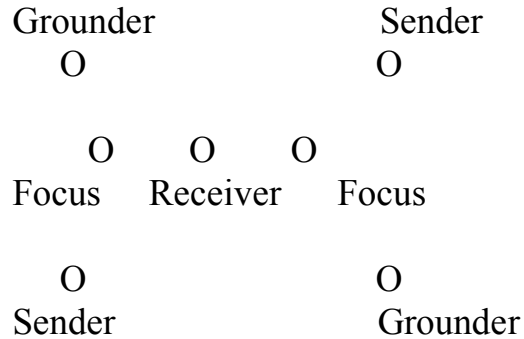 Grounder Sender
O O
O O O
Focus Receiver Focus
O O
Sender Grounder